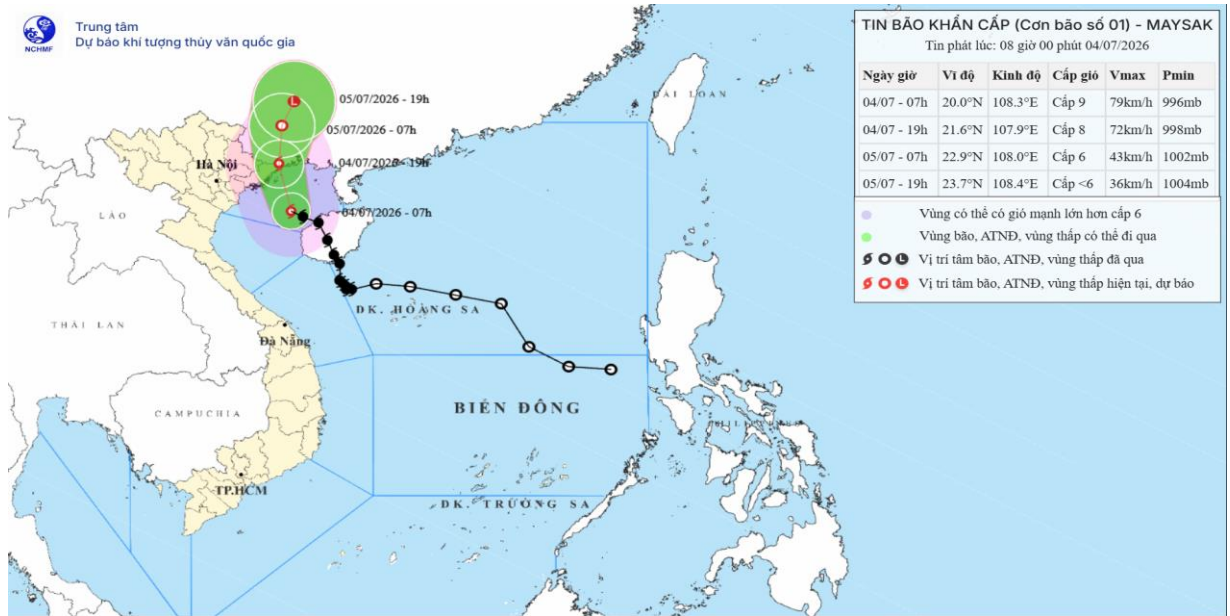 NCHMF
Trung tâm
Dự báo khí tượng thủy văn quốc gia
TIN BÃO KHẨN CẤP (Cơn bão số 01) - MAYSAK
Tin phát lúc: 08 giờ 00 phút 04/07/2026
Ngày giờ Vĩ độ Kinh độ Cấp gió Vmax Pmin
04/07 - 07h 20.0°N 108.3°E Cấp 9 79km/h 996mb
04/07 - 19h 21.6°N 107.9°E Cấp 8 72km/h 998mb
05/07 - 07h 22.9°N 108.0°E Cấp 6 43km/h 1002mb
05/07 - 19h 23.7°N 108.4°E Cấp <6 36km/h 1004mb
Vùng có thể có gió mạnh lớn hơn cấp 6
Vùng bão, ATNĐ, vùng thấp có thể đi qua
Vị trí tâm bão, ATNĐ, vùng thấp đã qua
Vị trí tâm bão, ATNĐ, vùng thấp hiện tại, dự báo
05/07/2026 - 19h
05/07/2026 - 07h
04/07/2026 - 19h
04/07/2026 - 07h
ĐÀI LOAN
Hà Nội
LÀO
ĐK. HOÀNG SA
THÁI LAN
Đà Nẵng
CAMPUCHIA
BIỂN ĐÔNG
PHILIPPINES
TP.HCM
ĐK. TRƯỜNG SA